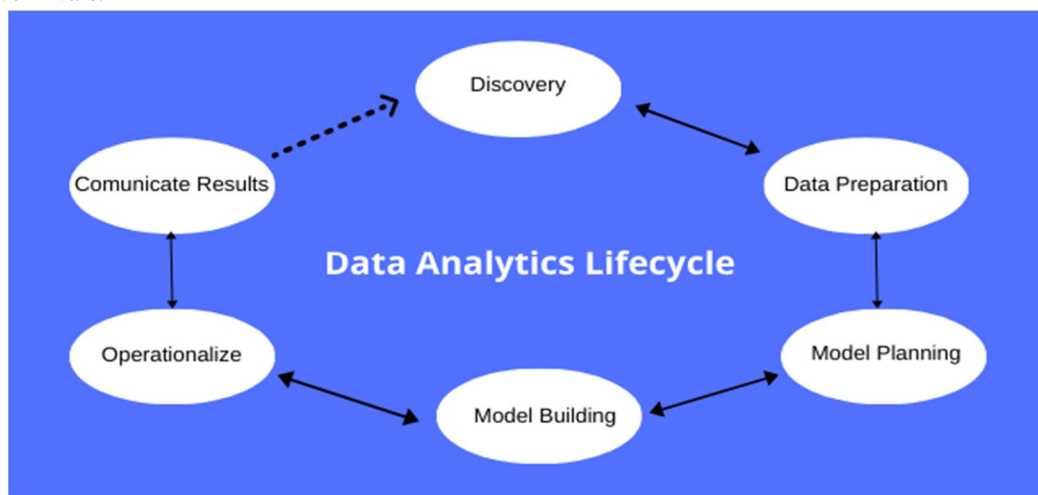 Discovery
Comunicate Results
Data Preparation
Data Analytics Lifecycle
Operationalize
Model Planning
Model Building